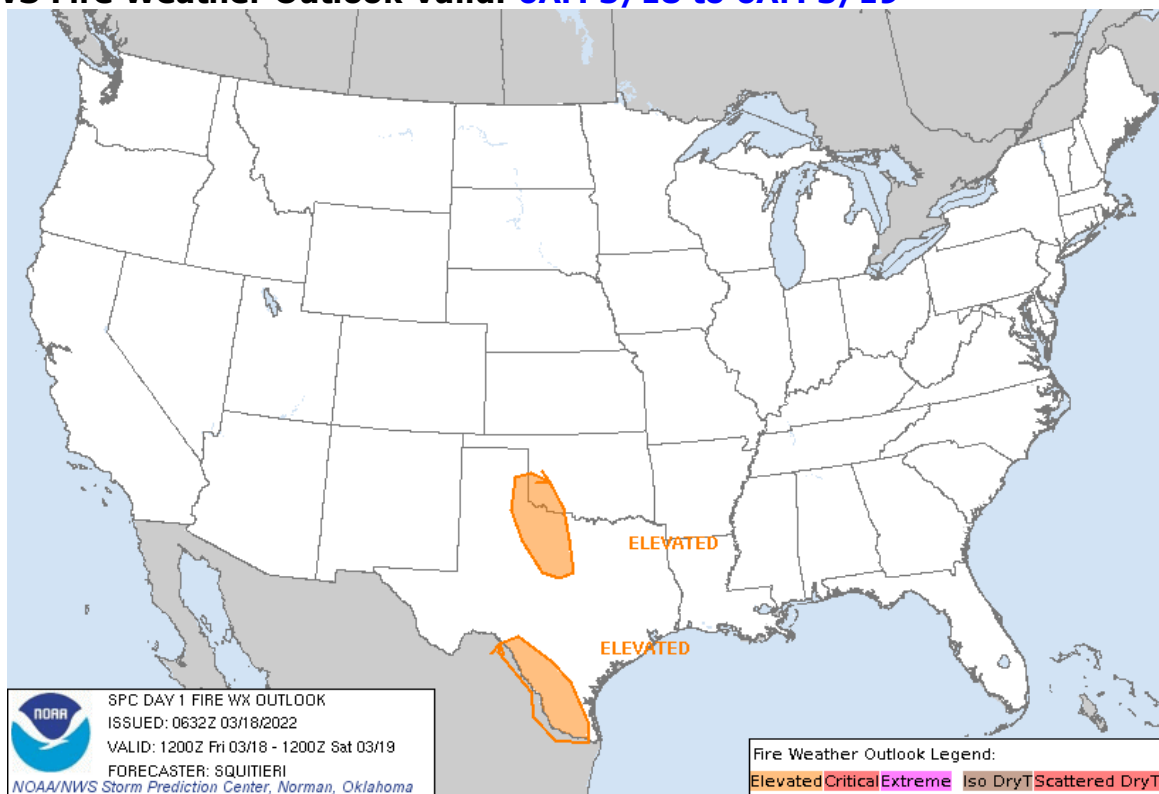 ELEVATED
ELEVATED
NOAA
SPC DAY 1 FIRE WX OUTLOOK
ISSUED: 0632Z 03/18/2022
VALID: 1200Z Fri 03/18 - 1200Z Sat 03/19
FORECASTER: SQUITIERI
NOAA/NWS Storm Prediction Center, Norman, Oklahoma
Fire Weather Outlook Legend:
Elevated Critical Extreme Iso DryT Scattered DryT